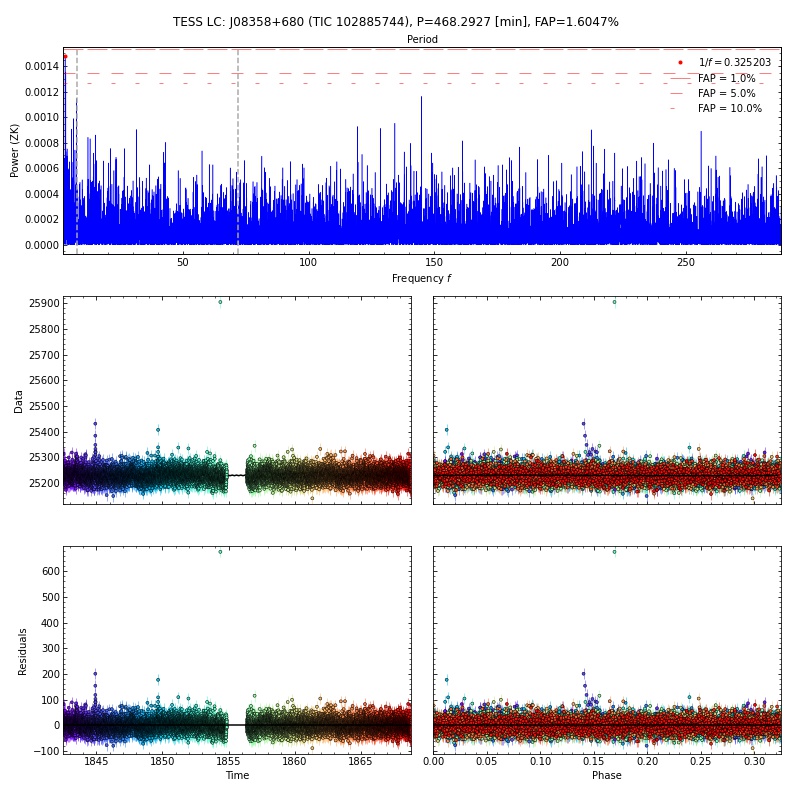 TESS LC: J08358+680 (TIC 102885744), P=468.2927 [min], FAP=1.6047%
Period
0.0014
0.0012
0.0010
0.0008
0.0006
0.0004
0.0002
0.0000
Power (ZK)
1/f = 0.325203
FAP = 1.0%
FAP = 5.0%
FAP = 10.0%
50 100 150 200 250
Frequency f
25900
25800
25700
25600
25500
25400
25300
25200
Data
600
500
400
300
200
100
0
−100
Residuals
1845 1850 1855 1860 1865
Time
0.00 0.05 0.10 0.15 0.20 0.25 0.30
Phase